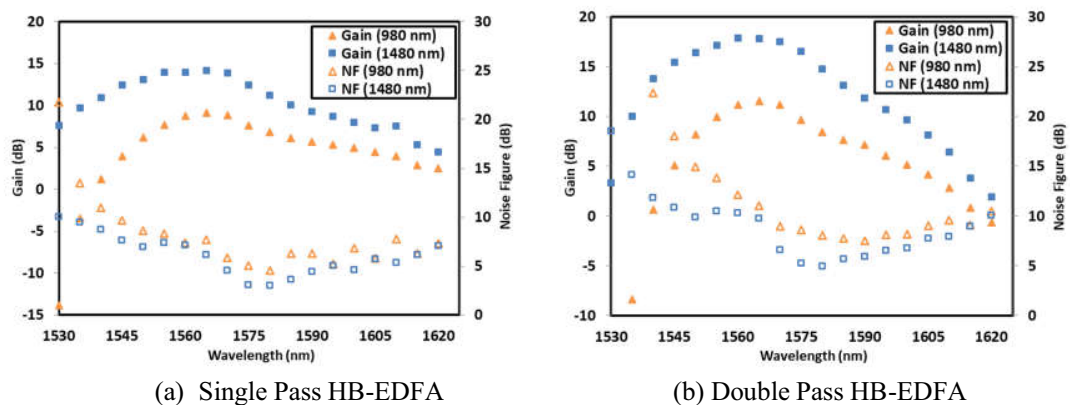 20
15
10
5
0
-5
-10
-15
Gain (dB)
30
25
20
15
10
5
0
Noise Figure (dB)
Gain (980 nm)
Gain (1480 nm)
NF (980 nm)
NF (1480 nm)
1530 1545 1560 1575 1590 1605 1620
Wavelength (nm)
(a) Single Pass HB-EDFA
20
15
10
5
0
-5
-10
Gain (dB)
30
25
20
15
10
5
0
Noise Figure (dB)
Gain (980 nm)
Gain (1480 nm)
NF (980 nm)
NF (1480 nm)
1530 1545 1560 1575 1590 1605 1620
Wavelength (nm)
(b) Double Pass HB-EDFA